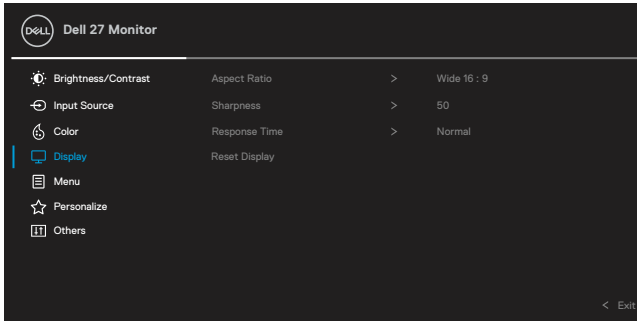 DELL Dell 27 Monitor
Brightness/Contrast Aspect Ratio > Wide 16 : 9
Input Source Sharpness > 50
Color Response Time > Normal
Display Reset Display
Menu
Personalize
Others
< Exit